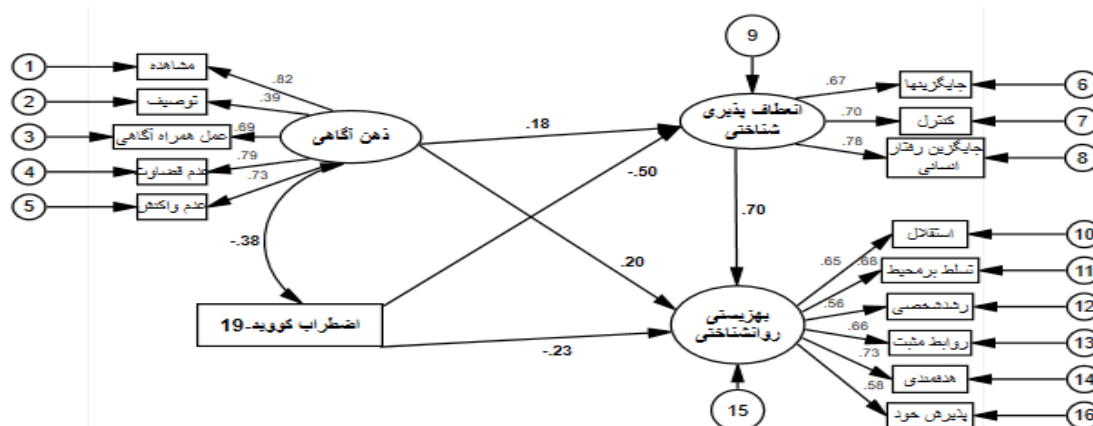 1
مشاهده
.82
2
توصیف
.39
3
عمل همراه آگاهی
.69
4
عدم قضاوت
.79
5
عدم واکنش
.73
ذهن آگاهی
-.38
اضطراب کووید-19
.18
-.50
.20
-.23
9
انعطاف پذیری
شناختی
.67
جایگزینها
6
.70
کنترل
7
.78
جایگزین رفتار
انسانی
8
.70
بهزیستی
روانشناختی
15
.65
استقلال
10
.68
تسلط برمحیط
11
.56
رشدشخصی
12
.66
روابط مثبت
13
.73
هدفمندی
14
.58
پذیرش خود
16